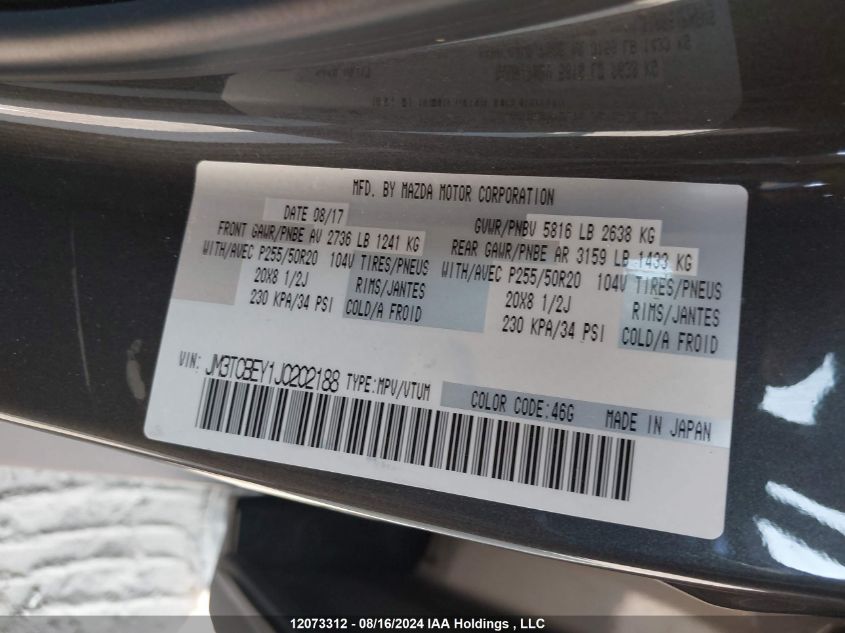 MFD. BY MAZDA MOTOR CORPORATION
DATE 08/17
GVWR/PNBV 5816 LB 2638 KG
FRONT GAWR/PNBE AV 2736 LB 1241 KG
REAR GAWR/PNBE AR 3159 LB 1433 KG
WITH/AVEC P255/50R20 104V TIRES/PNEUS
WITH/AVEC P255/50R20 104V TIRES/PNEUS
20X8 1/2J RIMS/JANTES
20X8 1/2J RIMS/JANTES
230 KPA/34 PSI COLD/A FROID
230 KPA/34 PSI COLD/A FROID
VIN: JM3TCBEY1J0202188 TYPE:MPV/VTUM
COLOR CODE:46G MADE IN JAPAN
12073312 - 08/16/2024 IAA Holdings , LLC